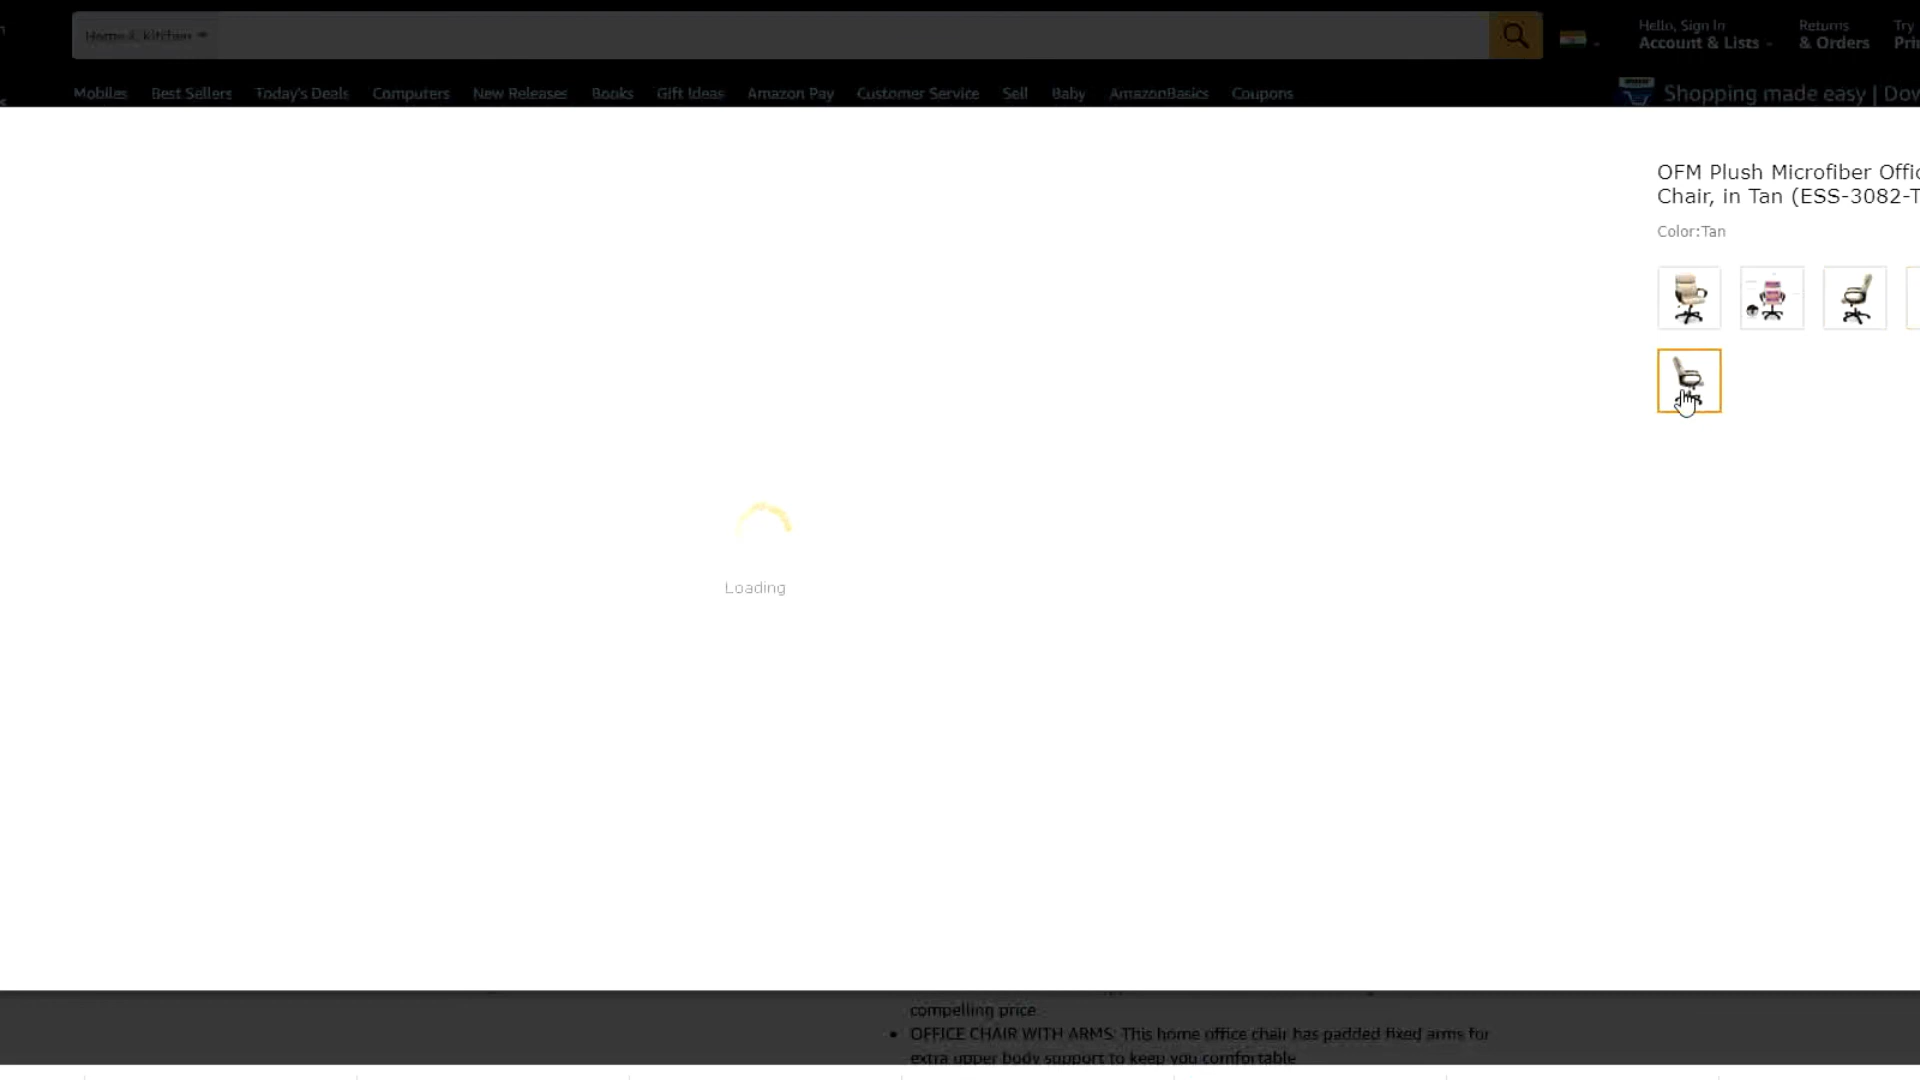 Home & kitchen
Hello, Sign In
Account & Lists
Returns
& Orders
Try
Pri
Mobiles Best Sellers Today's Deals Computers New Releases Books Gift Ideas Amazon Pay Customer Service Sell Baby AmazonBasics Coupons
Shopping made easy | Dow
OFM Plush Microfiber Offic
Chair, in Tan (ESS-3082-T
Color:Tan
Loading
compelling price
• OFFICE CHAIR WITH ARMS: This home office chair has padded fixed arms for
extra upper body support to keep you comfortable